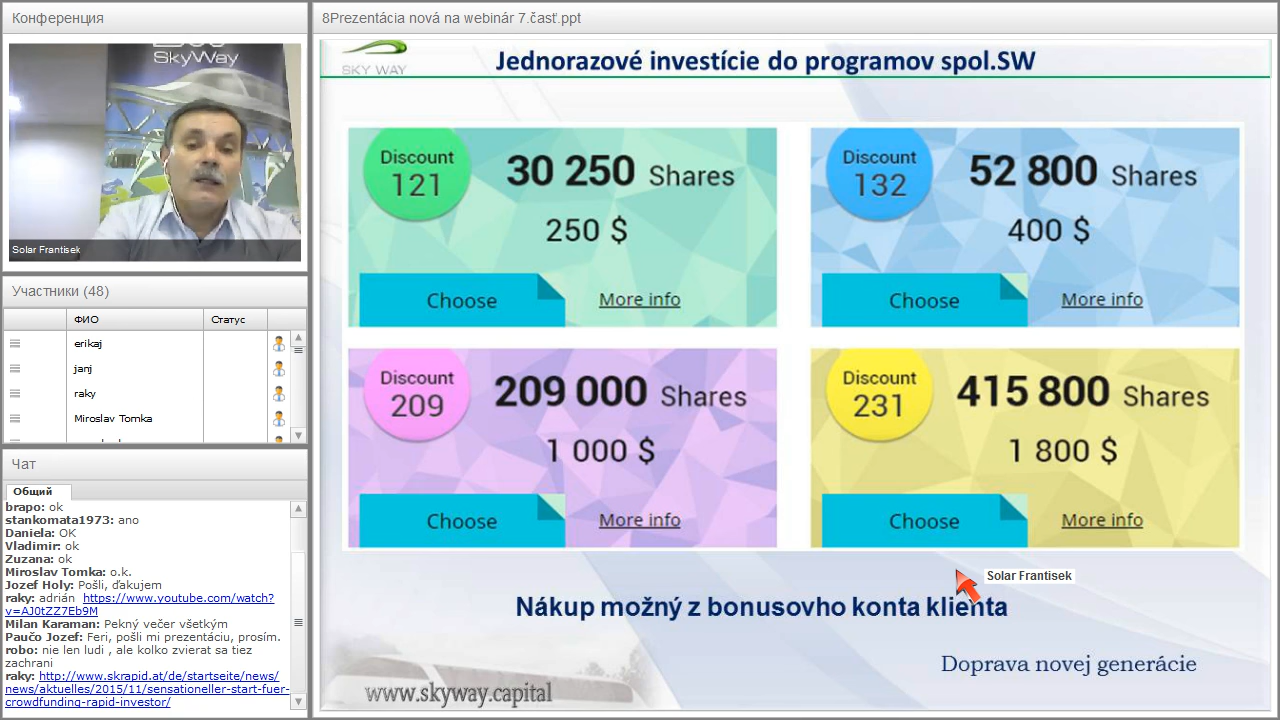 Конференция
SkyWay
Solar Frantisek
Участники (48)
ФИО
Статус
erikaj
janj
raky
Miroslav Tomka
Чат
Общий
brapo: ok
stankomata1973: ano
Daniela: OK
Vladimir: ok
Zuzana: ok
Miroslav Tomka: o.k.
Jozef Holy: Pošli, ďakujem
raky: adrián https://www.youtube.com/watch?
v=AJ0tZZ7Eb9M
Milan Karaman: Pekný večer všetkým
Paučo Jozef: Feri, pošli mi prezentáciu, prosím.
robo: nie len ludi , ale kolko zvierat sa tiez
zachrani
raky: http://www.skrapid.at/de/startseite/news/
news/aktuelles/2015/11/sensationeller-start-fuer-
crowdfunding-rapid-investor/
8Prezentácia nová na webinár 7.časť.ppt
SKY WAY
Jednorazové investície do programov spol.SW
Discount
121
30 250 Shares
250 $
Choose
More info
Discount
132
52 800 Shares
400 $
Choose
More info
Discount
209
209 000 Shares
1 000 $
Choose
More info
Discount
231
415 800 Shares
1 800 $
Choose
More info
Solar Frantisek
Nákup možný z bonusovho konta klienta
Doprava novej generácie
www.skyway.capital